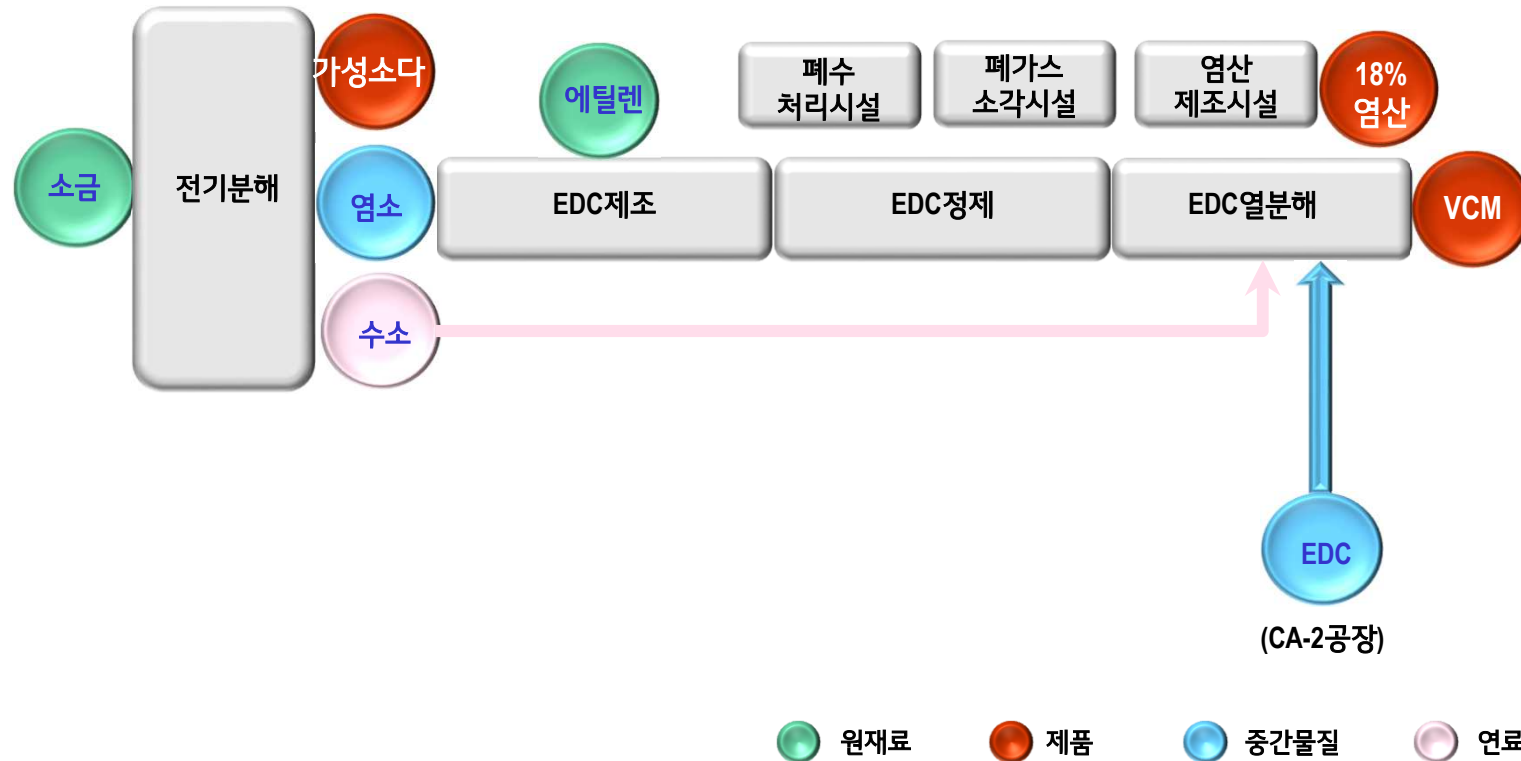 가성소다
에틸렌
폐수
처리시설
폐가스
소각시설
염산
제조시설
18%
염산
소금
전기분해
염소
EDC제조
EDC정제
EDC열분해
VCM
수소
EDC
(CA-2공장)
원재료
제품
중간물질
연료